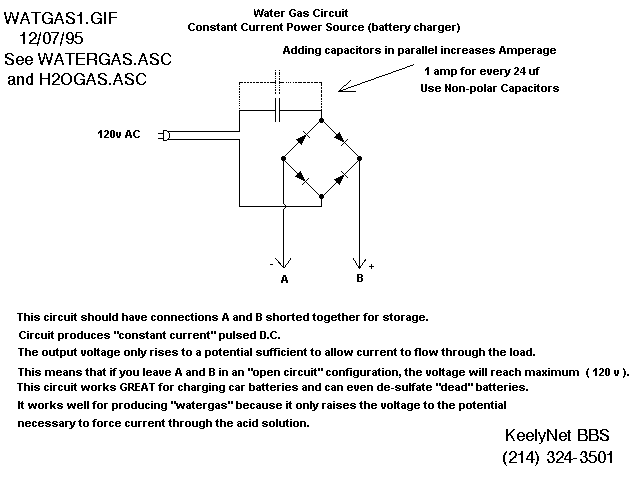 WATGAS1.GIF
12/07/95
See WATERGAS.ASC
and H2OGAS.ASC
Water Gas Circuit
Constant Current Power Source (battery charger)
Adding capacitors in parallel increases Amperage
1 amp for every 24 uf
Use Non-polar Capacitors
120v AC
- +
A B
This circuit should have connections A and B shorted together for storage.
Circuit produces "constant current" pulsed D.C.
The output voltage only rises to a potential sufficient to allow current to flow through the load.
This means that if you leave A and B in an "open circuit" configuration, the voltage will reach maximum ( 120 v ).
This circuit works GREAT for charging car batteries and can even de-sulfate "dead" batteries.
It works well for producing "watergas" because it only raises the voltage to the potential
necessary to force current through the acid solution.
KeelyNet BBS
(214) 324-3501